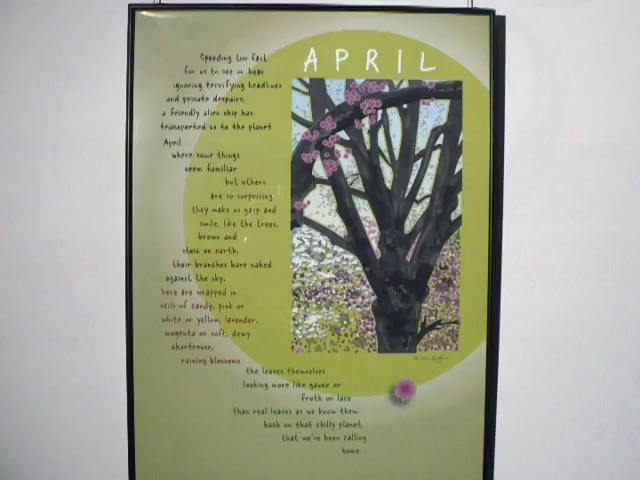 APRIL
Speeding too fast
for us to see or hear
ignoring terrifying headlines
and private despairs,
a friendly alien ship has
transported us to the planet
April
where some things
seem familiar
but others
are so surprising
they make us gasp and
smile, like the trees,
brown and
stolid on earth,
their branches bare naked
against the sky,
here are wrapped in
veils of candy, pink or
white or yellow, lavender,
magenta or soft, dewy
chartreuse,
raining blossoms
the leaves themselves
looking more like gauze or
froth or lace
than real leaves as we know them
back on that chilly planet
that we've been calling
home.